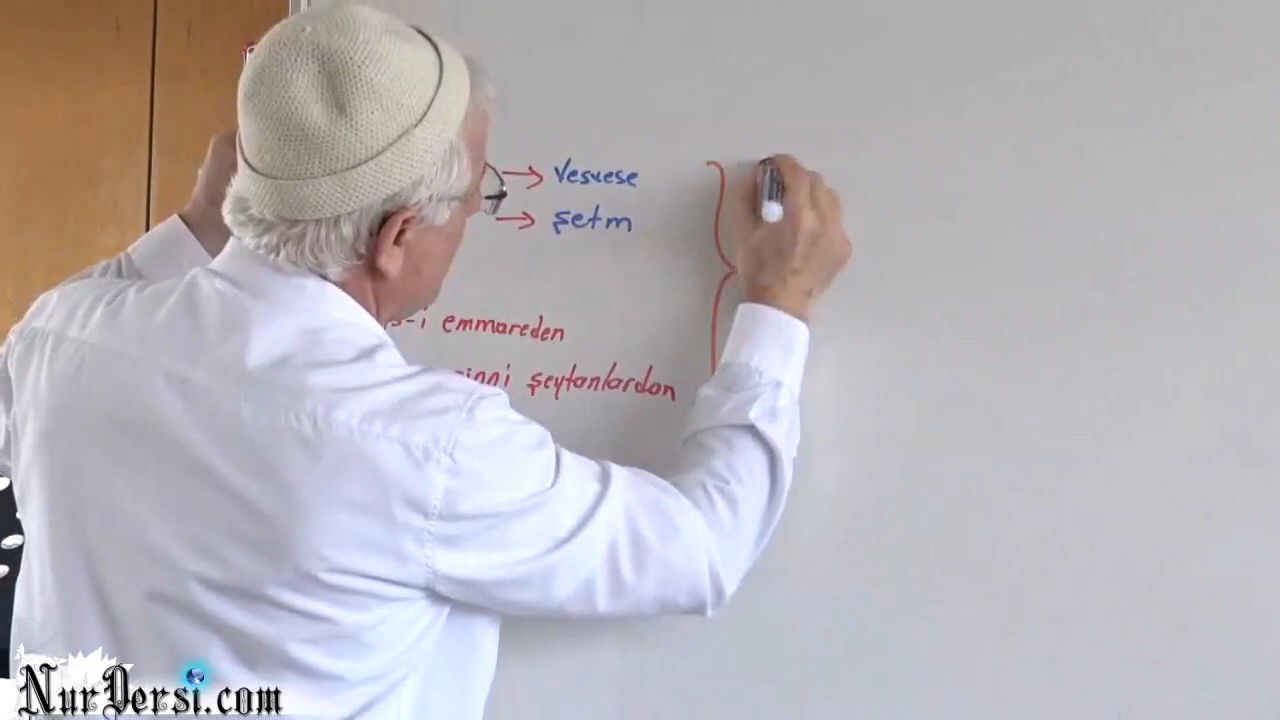 → Vesvese
→ şetm
s-i emmareden
cinni şeytanlardan
NurDersi.com